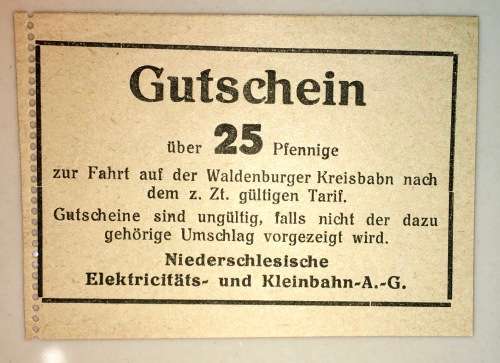 Gutschein
über 25 Pfennige
zur Fahrt auf der Waldenburger Kreisbahn nach
dem z. Zt. gültigen Tarif.
Gutscheine sind ungültig, falls nicht der dazu
gehörige Umschlag vorgezeigt wird.
Niederschlesische
Elektricitäts- und Kleinbahn-A.-G.